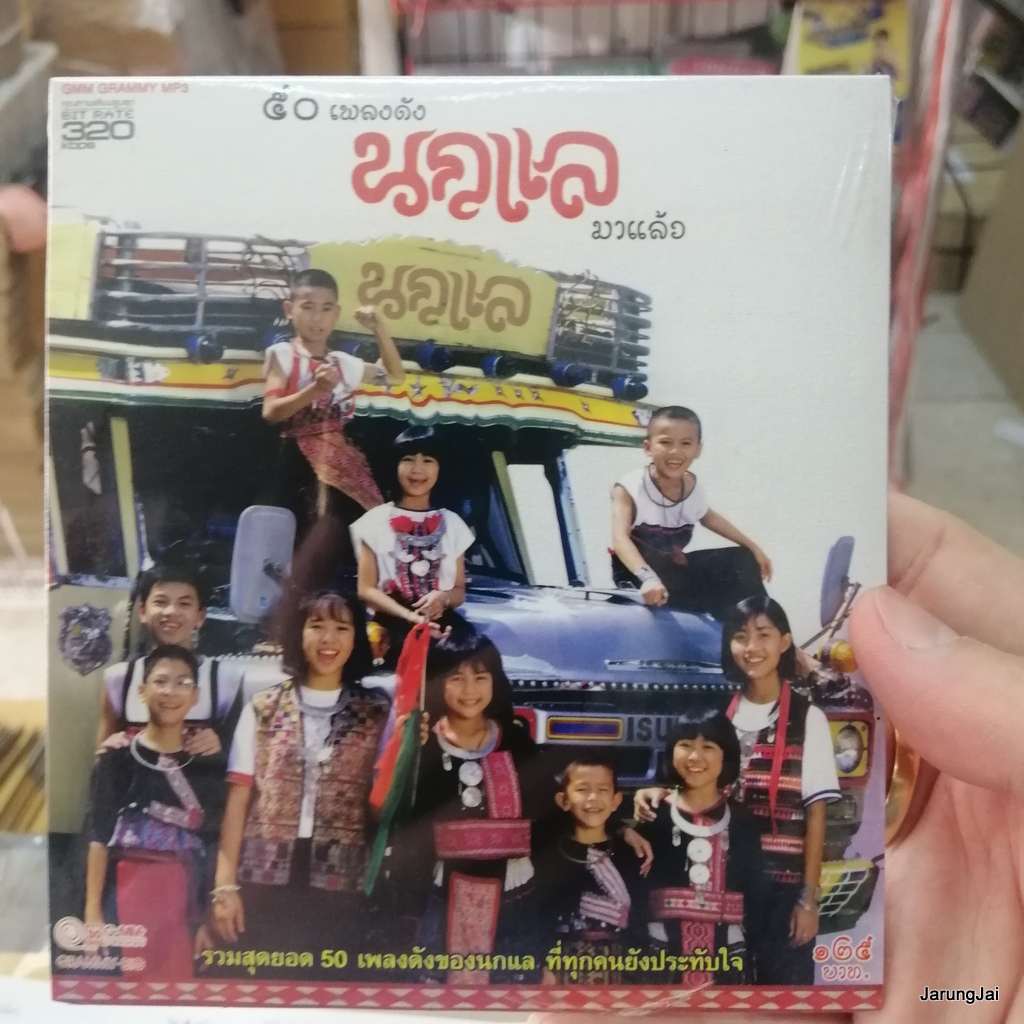 GMM GRAMMY MP3
BIT RATE
320
kbps
๕๐ เพลงดัง
นกแล
มาแล้ว
นกแล
ISU
รวมสุดยอด 50 เพลงดังของนกแล ที่ทุกคนยังประทับใจ
๑๒๕
บาท.
JarungJai